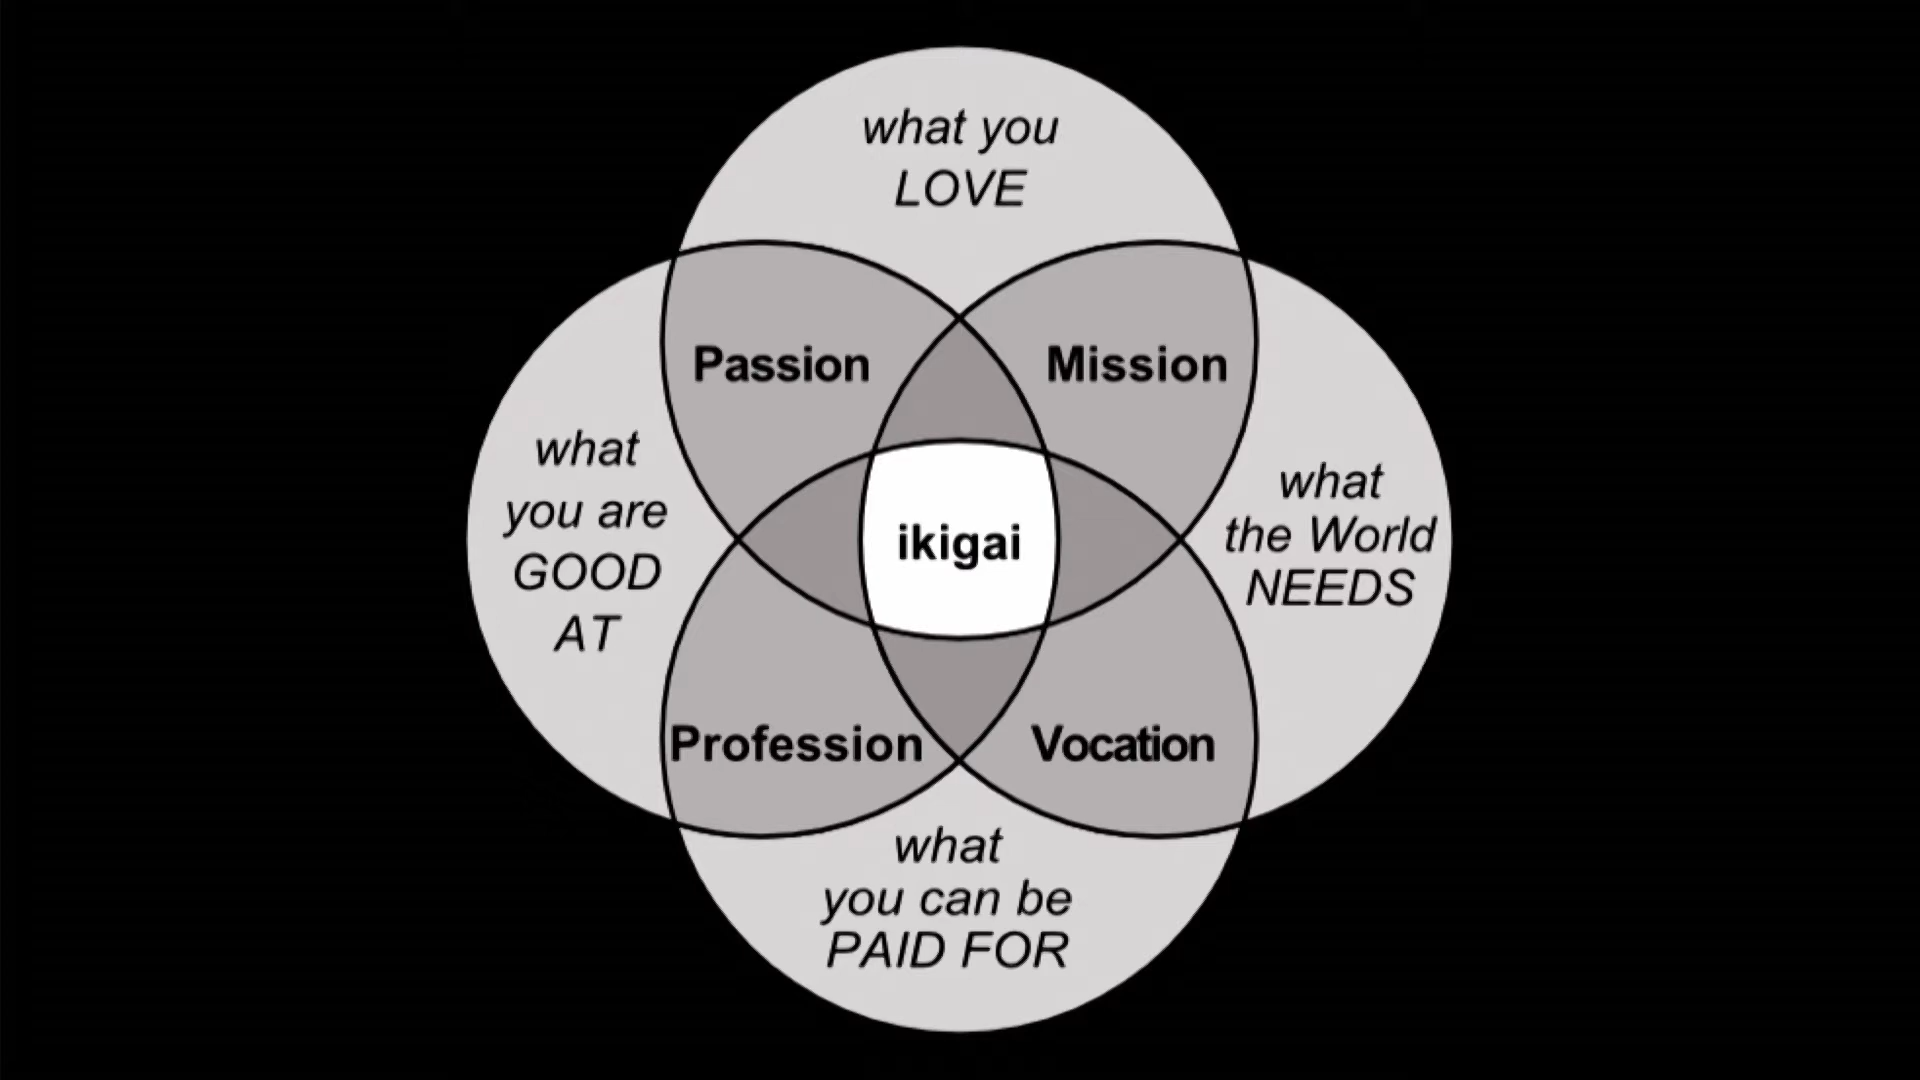 what you
LOVE
Passion
Mission
what
you are
GOOD
AT
ikigai
what
the World
NEEDS
Profession
Vocation
what
you can be
PAID FOR